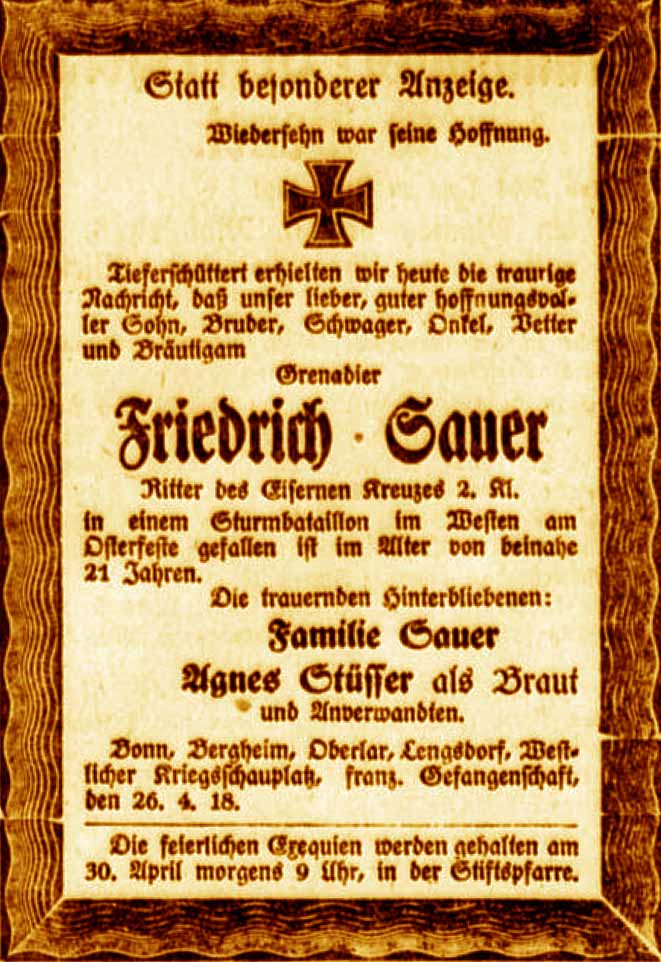 Statt besonderer Anzeige.
Wiedersehn war seine Hoffnung.
Tieferschüttert erhielten wir heute die traurige
Nachricht, daß unser lieber, guter hoffnungsvol-
ler Sohn, Bruder, Schwager, Onkel, Vetter
und Bräutigam
Grenadier
Friedrich Sauer
Ritter des Eisernen Kreuzes 2. Kl.
in einem Sturmbataillon im Westen am
Osterfeste gefallen ist im Alter von beinahe
21 Jahren.
Die trauernden Hinterbliebenen:
Familie Sauer
Agnes Stüsser als Braut
und Anverwandten.
Bonn, Bergheim, Oberlar, Lengsdorf, West-
licher Kriegsschauplatz, franz. Gefangenschaft,
den 26. 4. 18.
Die feierlichen Exequien werden gehalten am
30. April morgens 9 Uhr, in der Stiftspfarre.